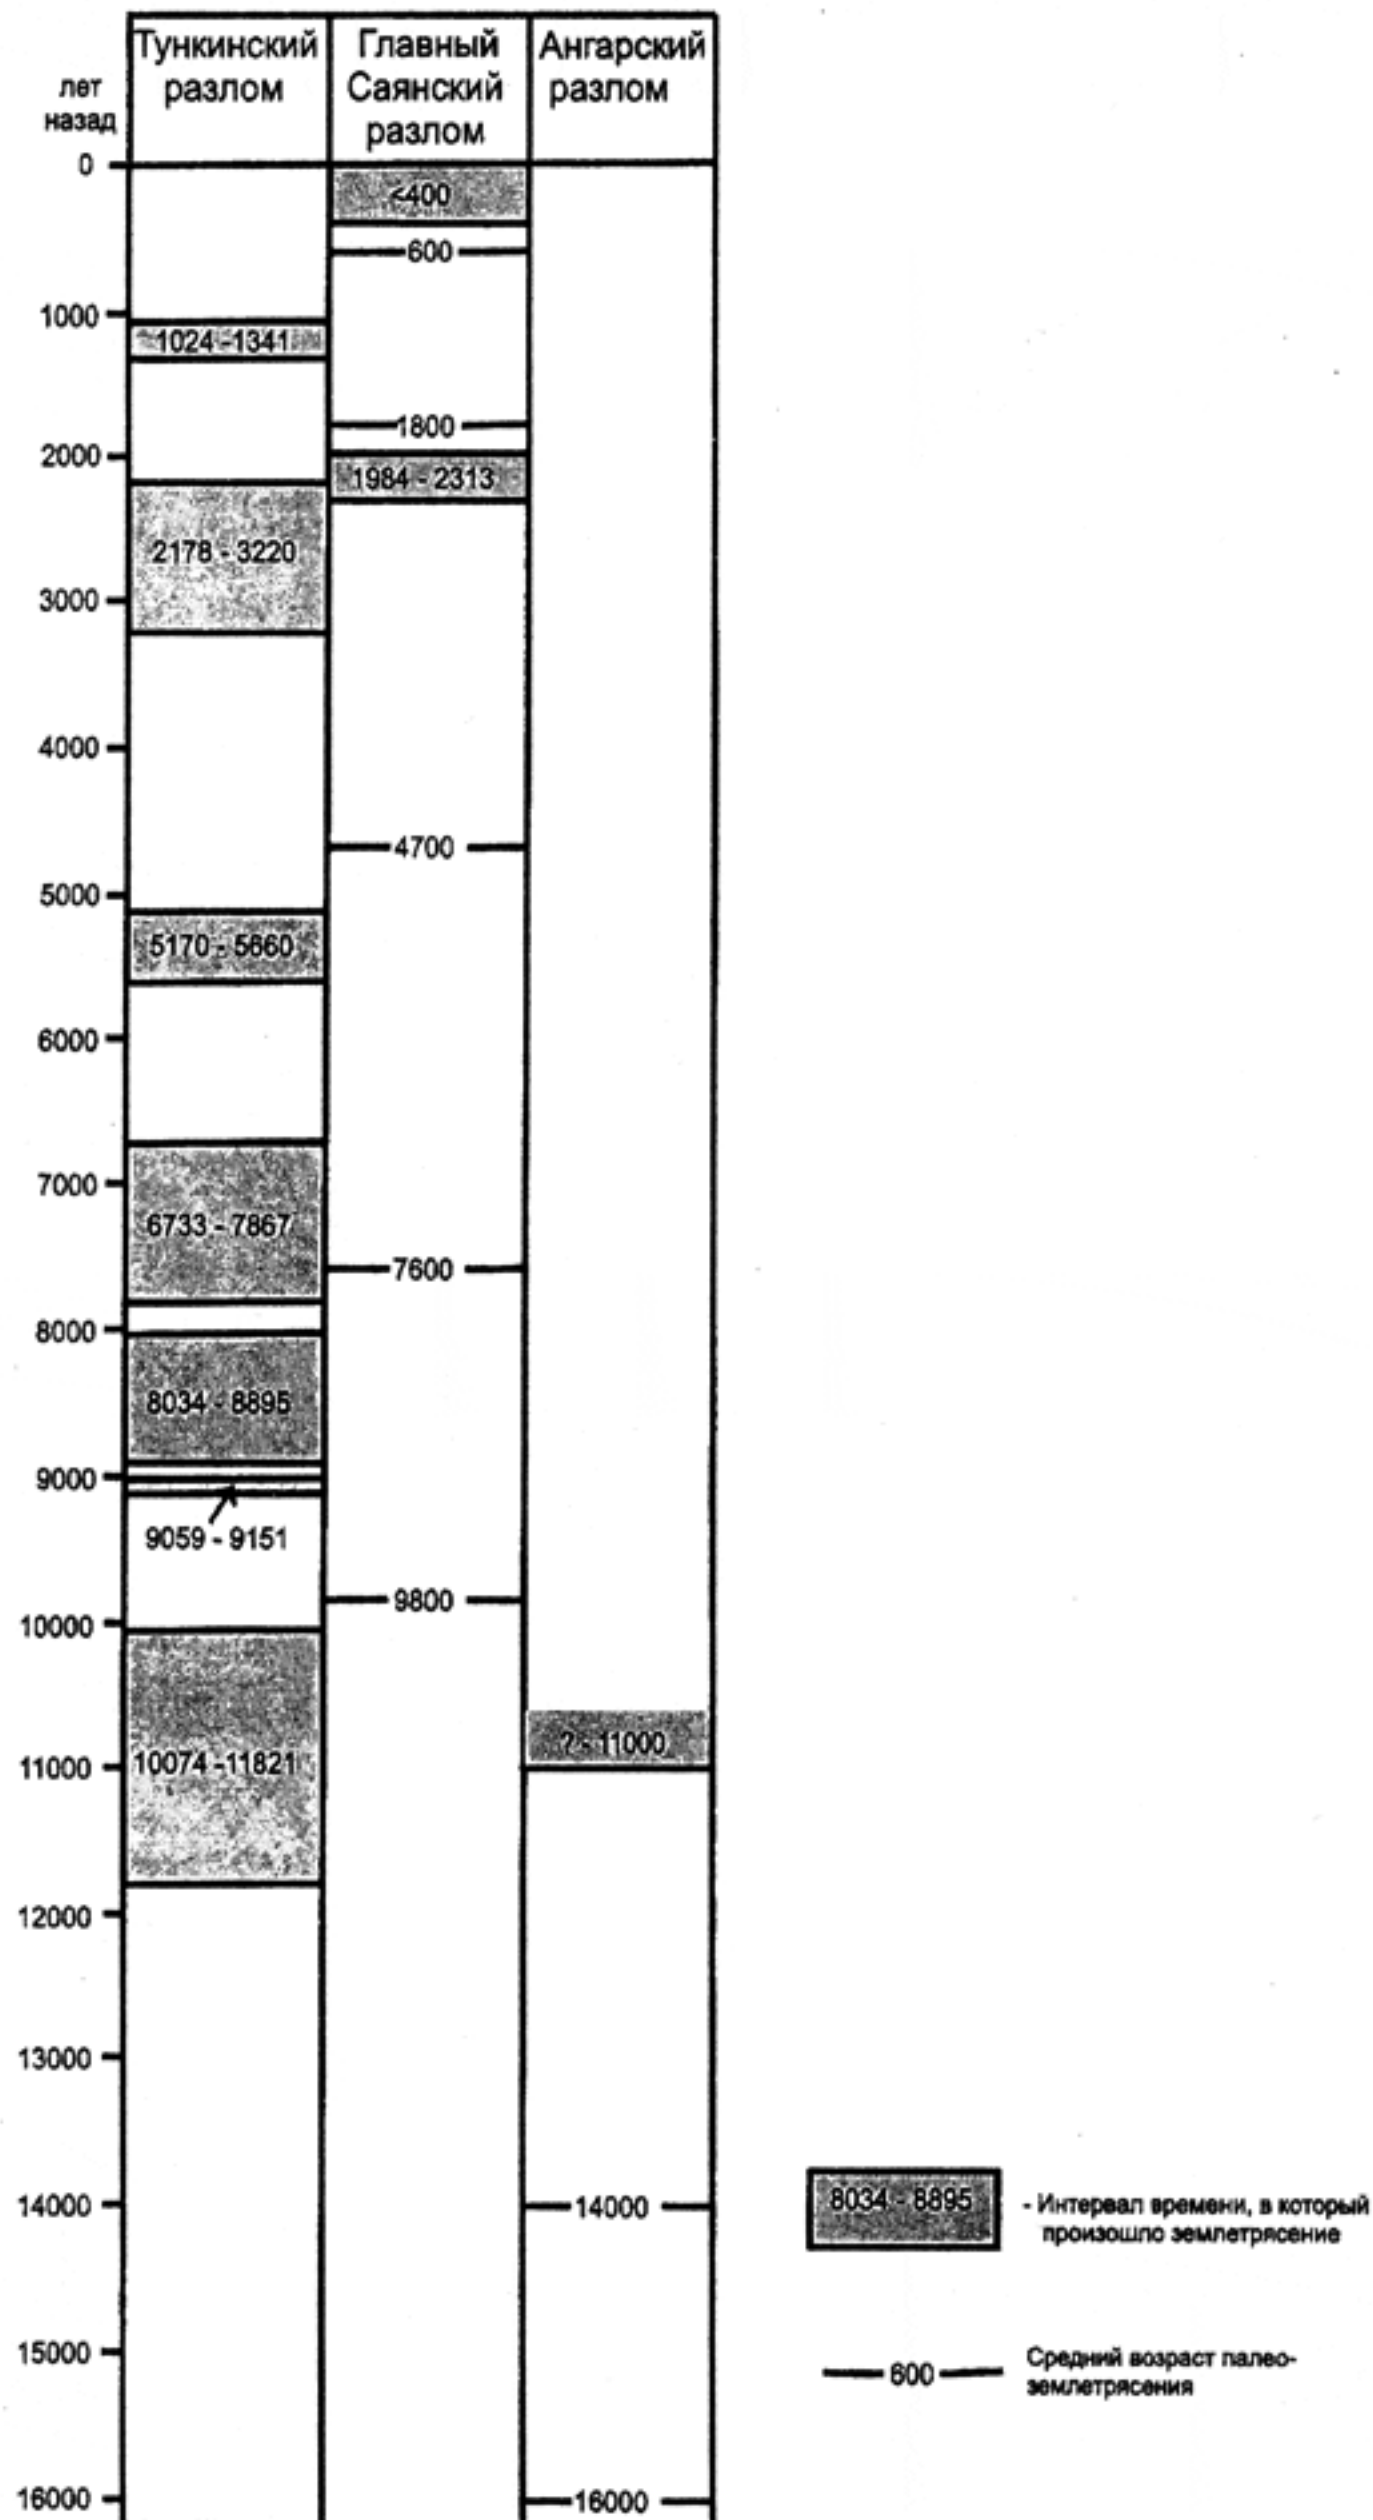 Тункинский разлом
Главный Саянский разлом
Ангарский разлом
лет
назад
0
<400
600
1000
1024 -1341
1800
2000
1984 - 2313
2178 - 3220
3000
4000
4700
5000
5170 - 5660
6000
6733 - 7867
7000
7600
8000
8034 - 8895
9000
9059 - 9151
9800
10000
10074 -11821
? - 11000
11000
12000
13000
14000
14000
15000
16000
16000
8034 - 8895
- Интервал времени, в который
произошло землетрясение
600
Средний возраст палео-
землетрясения